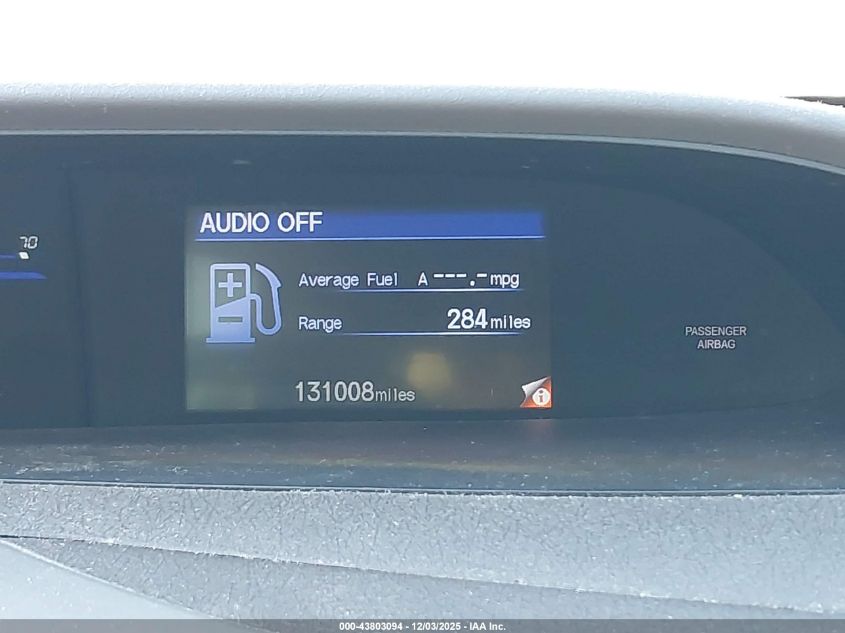 70
AUDIO OFF
Average Fuel A ---.- mpg
Range 284 miles
PASSENGER
AIRBAG
131008 miles
000-43803094 - 12/03/2025 - IAA Inc.